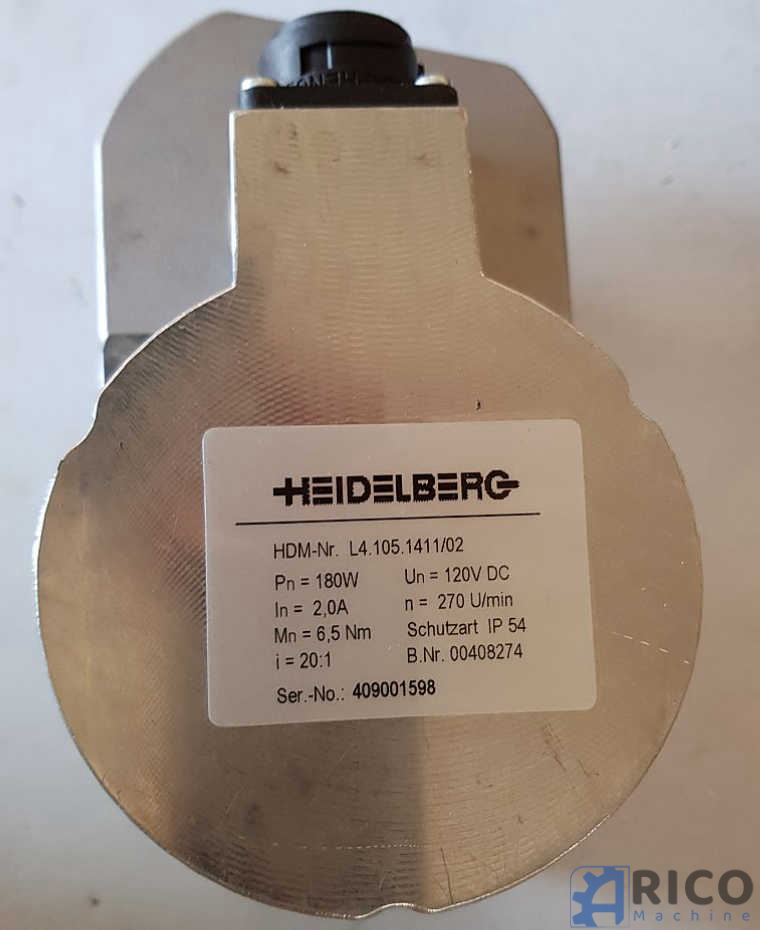 HEIDELBERG
HDM-Nr. L4.105.1411/02
Pn = 180W Un = 120V DC
In = 2,0A n = 270 U/min
Mn = 6,5 Nm Schutzart IP 54
i = 20:1 B.Nr. 00408274
Ser.-No.: 409001598
ARICO
Machine